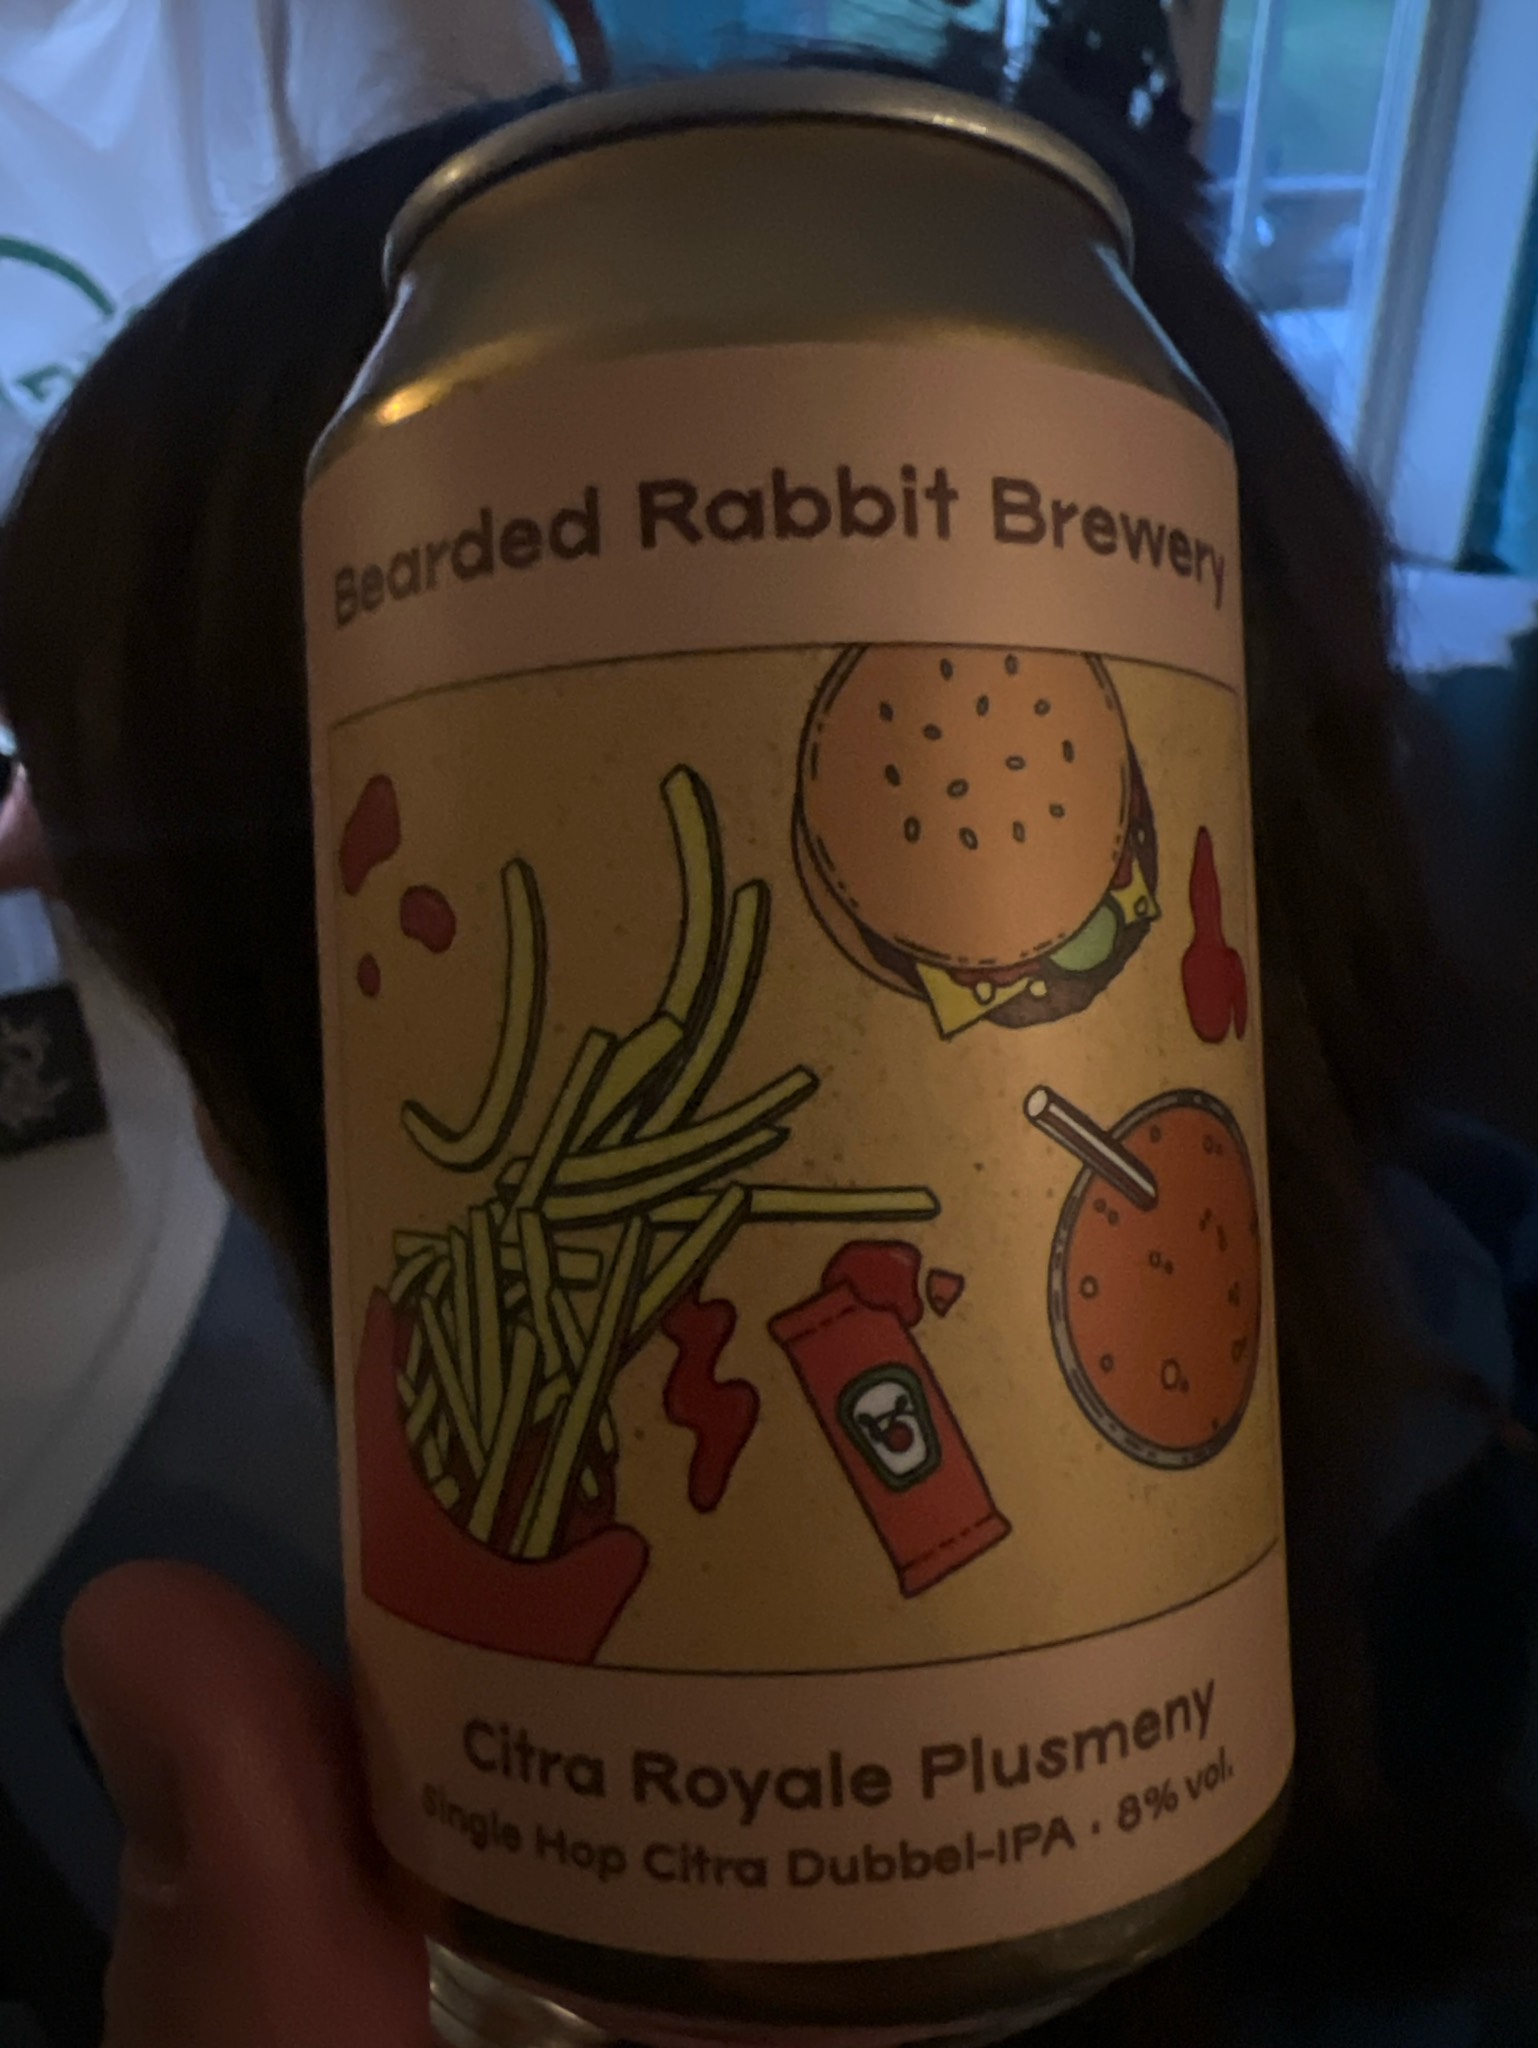 Bearded Rabbit Brewery
Citra Royale Plusmeny
Single Hop Citra Dubbel-IPA · 8% vol.